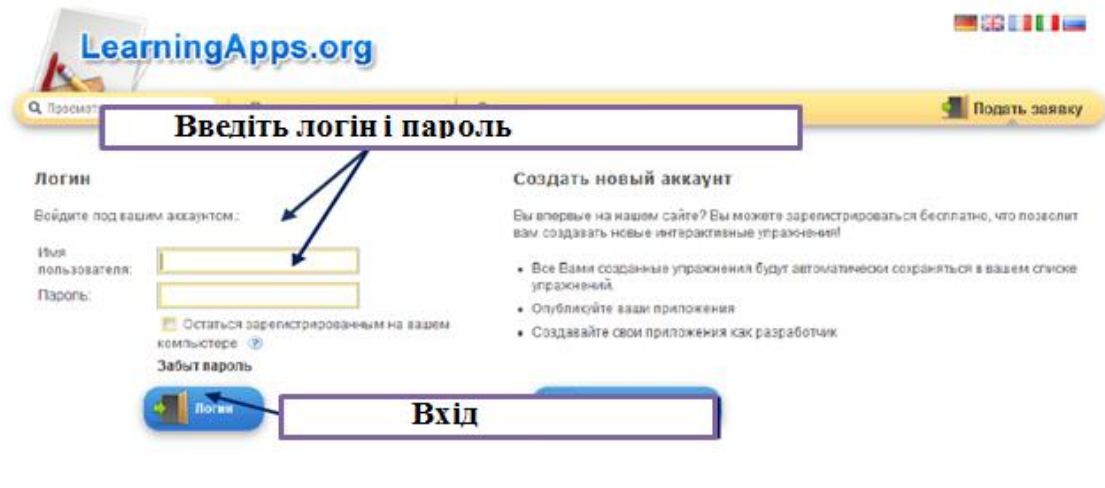 LearningApps.org
Подать заявку
Введіть логін і пароль
Логин
Войдите под вашим аккаунтом.:
Имя
пользователя:
Пароль:
Остаться зарегистрированным на вашем
компьютере
Забыт пароль
Логин
Вхід
Создать новый аккаунт
Вы впервые на нашем сайте? Вы можете зарегистрироваться бесплатно, что позволит
вам создавать новые интерактивные упражнения!
• Все Вами созданные упражнения будут автоматически сохраняться в вашем списке
упражнений.
• Опубликуйте ваши приложения
• Создавайте свои приложения как разработчик